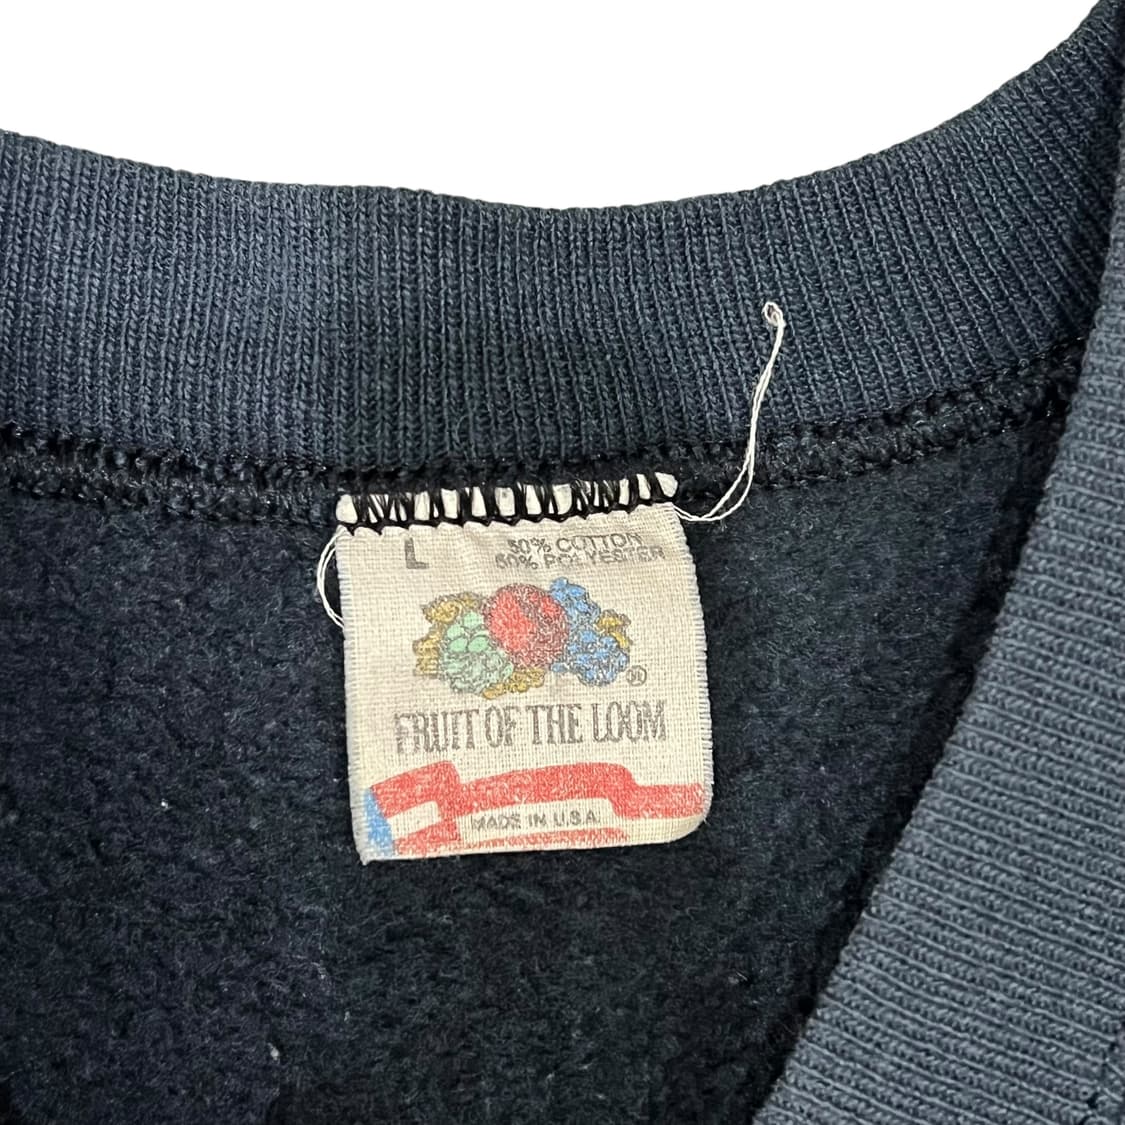 L
50% COTTON
50% POLYESTER
®
FRUIT OF THE LOOM
MADE IN U.S.A.